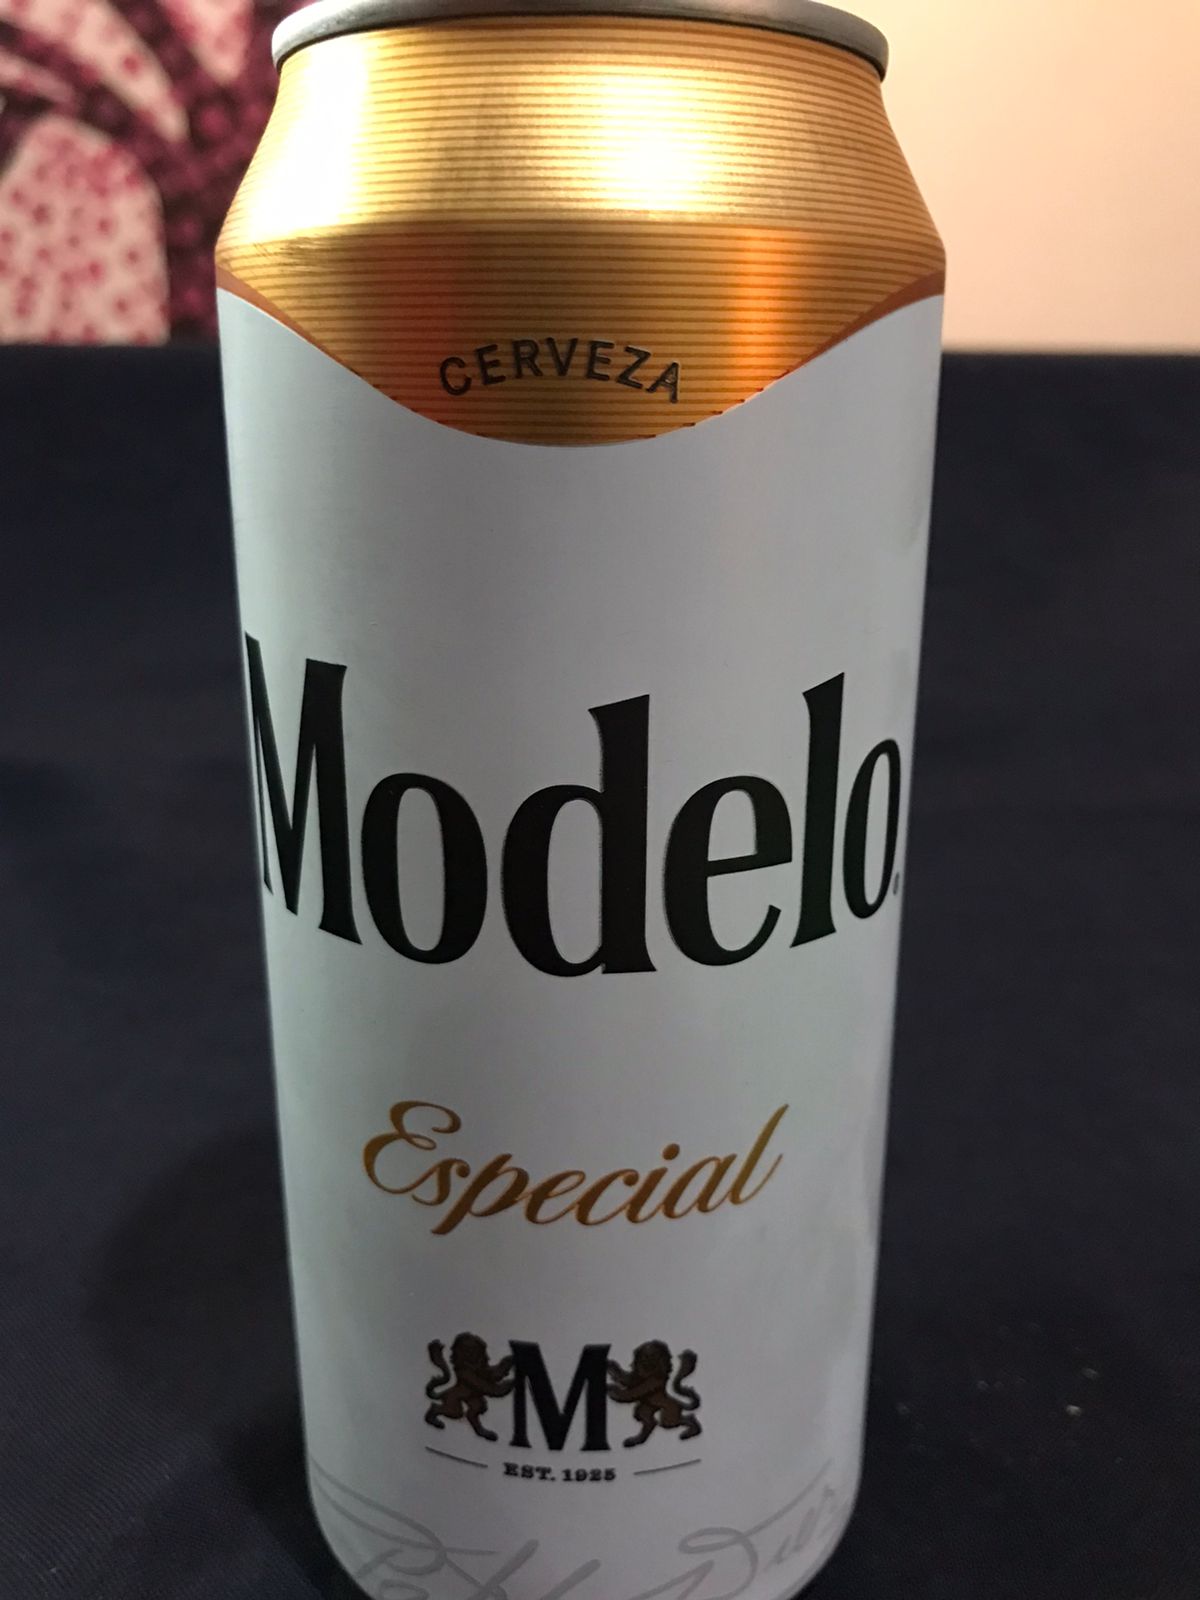 CERVEZA
Modelo
Especial
M
EST. 1925